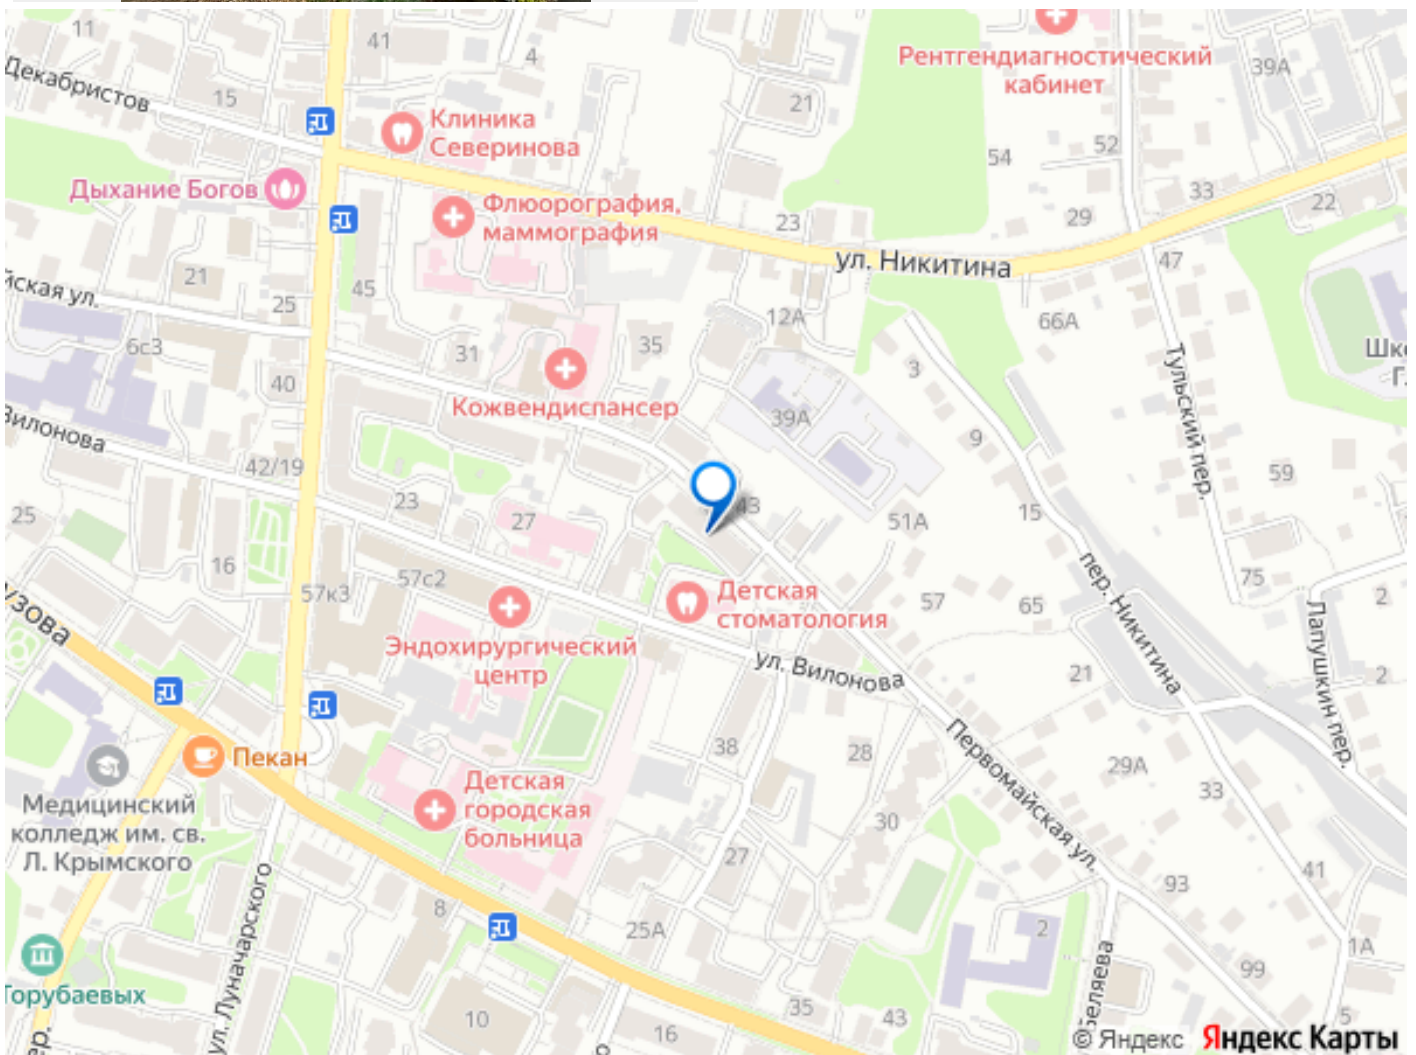 11
41
4
Рентгендиагностический
кабинет
39А
Декабристов
15
21
Клиника
Северинова
52
54
Дыхание Богов
Флюорография,
маммография
33
22
29
23
ул. Никитина
47
21
45
25
12А
66А
6с3
31
35
3
Тульский пер.
40
Кожвендиспансер
39А
Вилонова
9
42/19
59
23
43
25
27
51А
15
16
57с2
57к3
75
Детская
стоматология
57
65
пер. Никитина
Лапушкин пер.
2
Эндохирургический
центр
ул. Вилонова
21
2
Пекан
38
28
Первомайская ул.
29А
33
Медицинский
колледж им. св.
Л. Крымского
Детская
городская
больница
30
27
41
93
ул. Луначарского
8
25А
2
1А
99
10
35
43
16
5
© Яндекс
Яндекс Карты